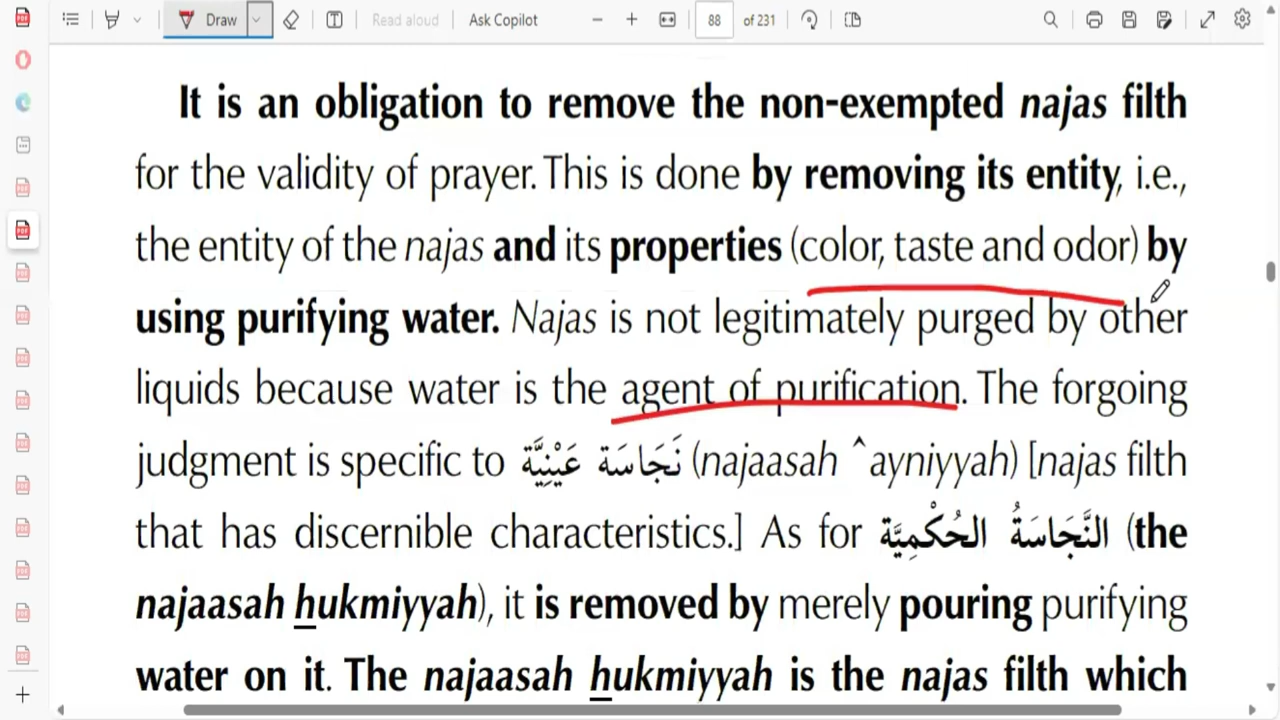 Draw
Read aloud
Ask Copilot
88
of 231
It is an obligation to remove the non-exempted najas filth
for the validity of prayer. This is done by removing its entity, i.e.,
the entity of the najas and its properties (color, taste and odor) by
using purifying water. Najas is not legitimately purged by other
liquids because water is the agent of purification. The forgoing
judgment is specific to نَجَاسَة عَيْنِيَّة (najaasah ^ayniyyah) [najas filth
that has discernible characteristics.] As for النَّجَاسَةُ الحُكْمِيَّة (the
najaasah hukmiyyah), it is removed by merely pouring purifying
water on it. The najaasah hukmiyyah is the najas filth which